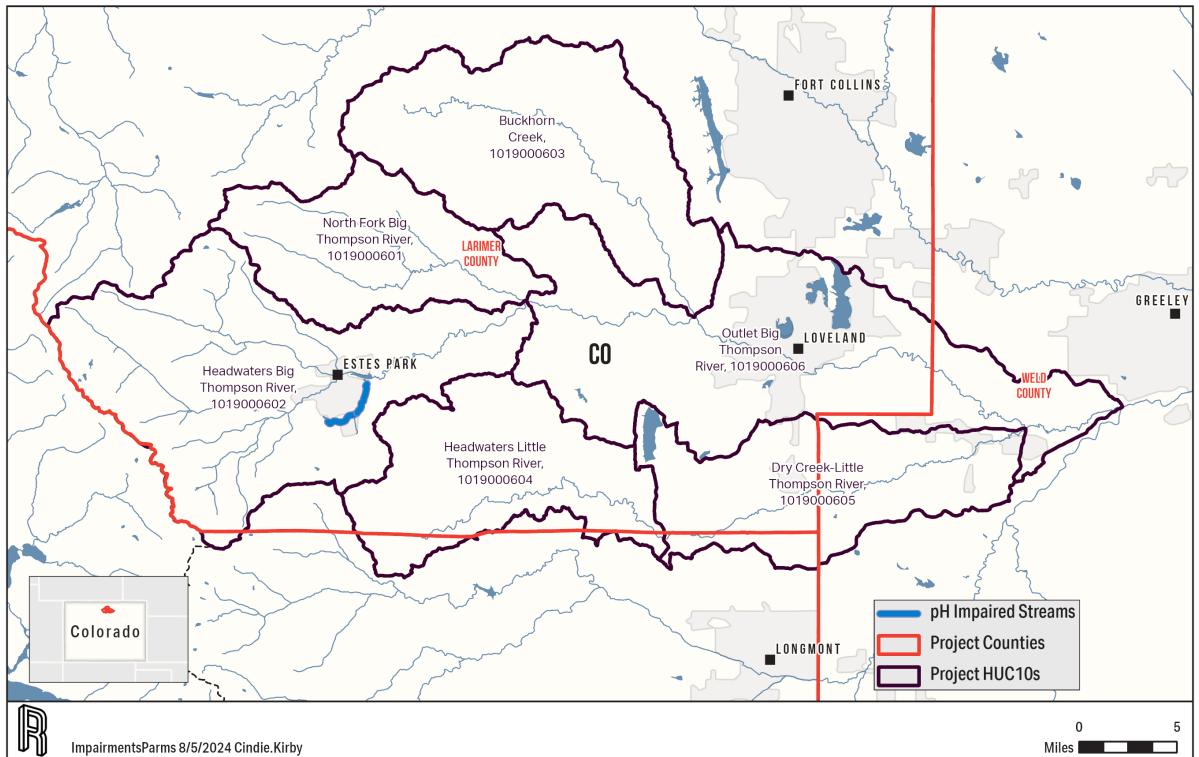 FORT COLLINS
Buckhorn
Creek,
1019000603
North Fork Big
Thompson River,
1019000601
LARIMER
COUNTY
GREELEY
Outlet Big
Thompson
River, 1019000606
LOVELAND
CO
ESTES PARK
Headwaters Big
Thompson River,
1019000602
WELD
COUNTY
Headwaters Little
Thompson River,
1019000604
Dry Creek-Little
Thompson River,
1019000605
Colorado
LONGMONT
pH Impaired Streams
Project Counties
Project HUC10s
ImpairmentsParms 8/5/2024 Cindie.Kirby
0 5
Miles